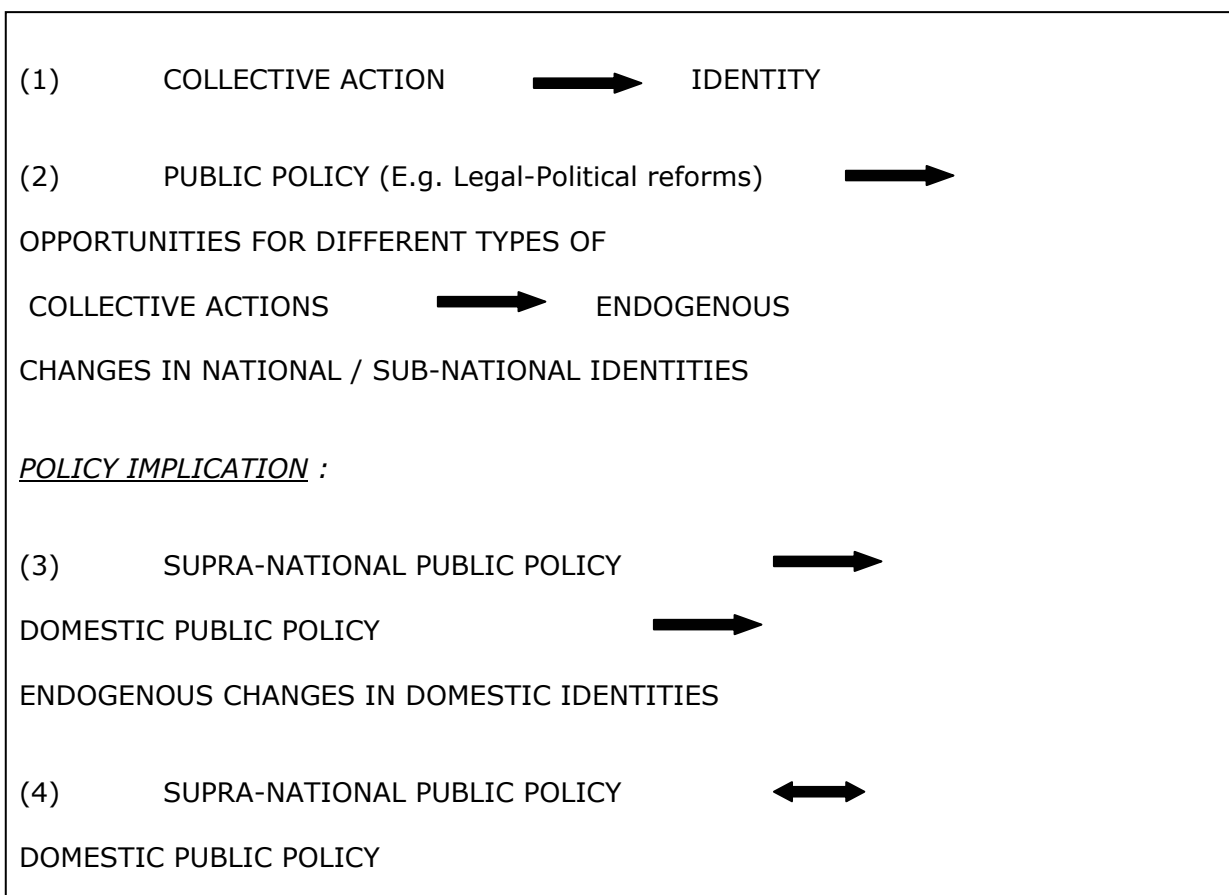 (1) COLLECTIVE ACTION IDENTITY
(2) PUBLIC POLICY (E.g. Legal-Political reforms)
OPPORTUNITIES FOR DIFFERENT TYPES OF
COLLECTIVE ACTIONS ENDOGENOUS
CHANGES IN NATIONAL / SUB-NATIONAL IDENTITIES
POLICY IMPLICATION :
(3) SUPRA-NATIONAL PUBLIC POLICY
DOMESTIC PUBLIC POLICY
ENDOGENOUS CHANGES IN DOMESTIC IDENTITIES
(4) SUPRA-NATIONAL PUBLIC POLICY
DOMESTIC PUBLIC POLICY